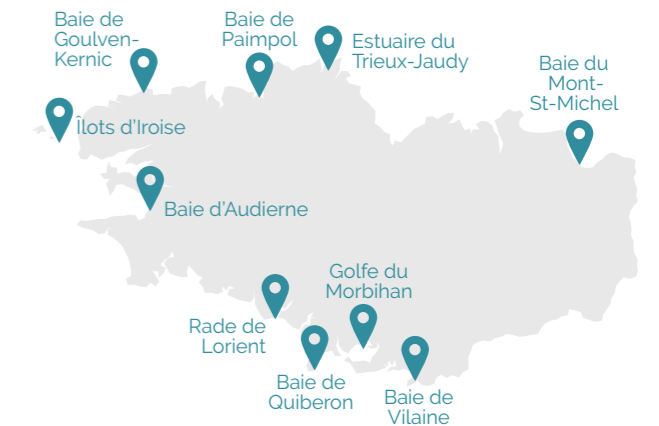 Baie de
Goulven-
Kernic
Baie de
Paimpol
Estuaire du
Trieux-Jaudy
Baie du
Mont-
St-Michel
Îlots d'Iroise
Baie d'Audierne
Golfe du
Morbihan
Rade de
Lorient
Baie de
Quiberon
Baie de
Vilaine